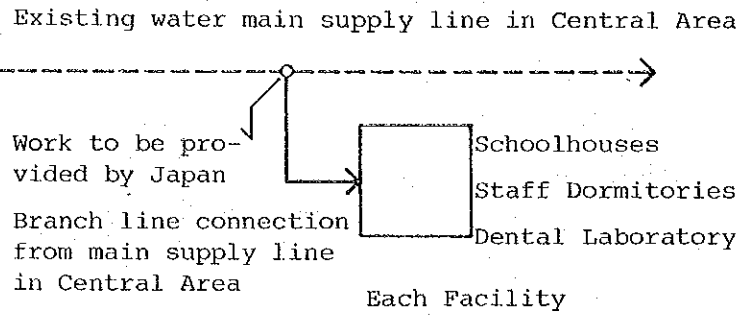 Existing water main supply line in Central Area
Work to be pro-
vided by Japan
Branch line connection
from main supply line
in Central Area
Schoolhouses
Staff Dormitories
Dental Laboratory
Each Facility